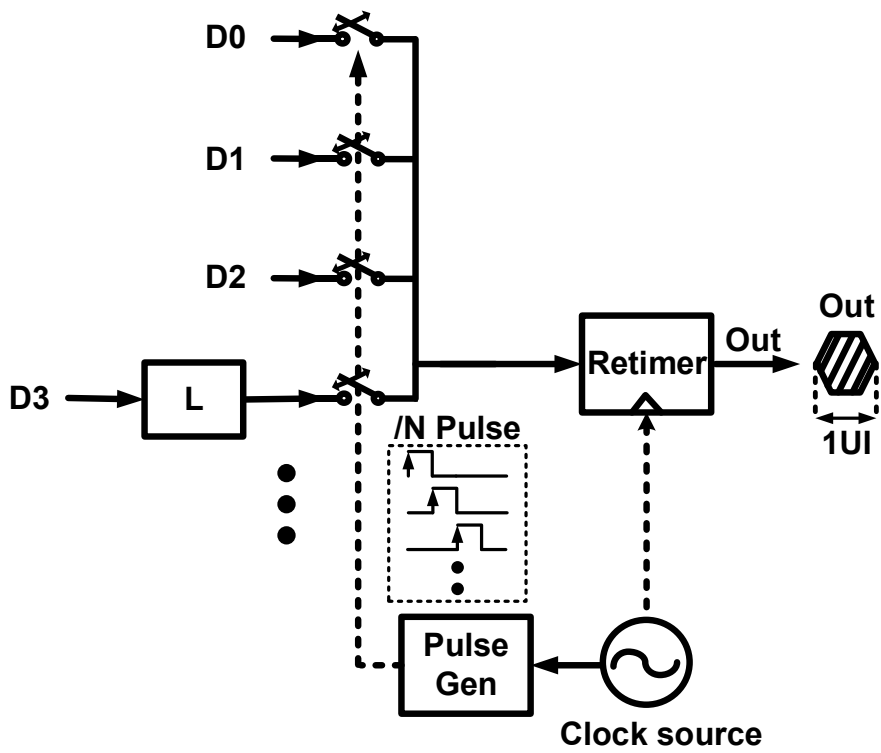 D0
D1
D2
D3
L
Retimer
Out
Out
1UI
/N Pulse
Pulse
Gen
Clock source